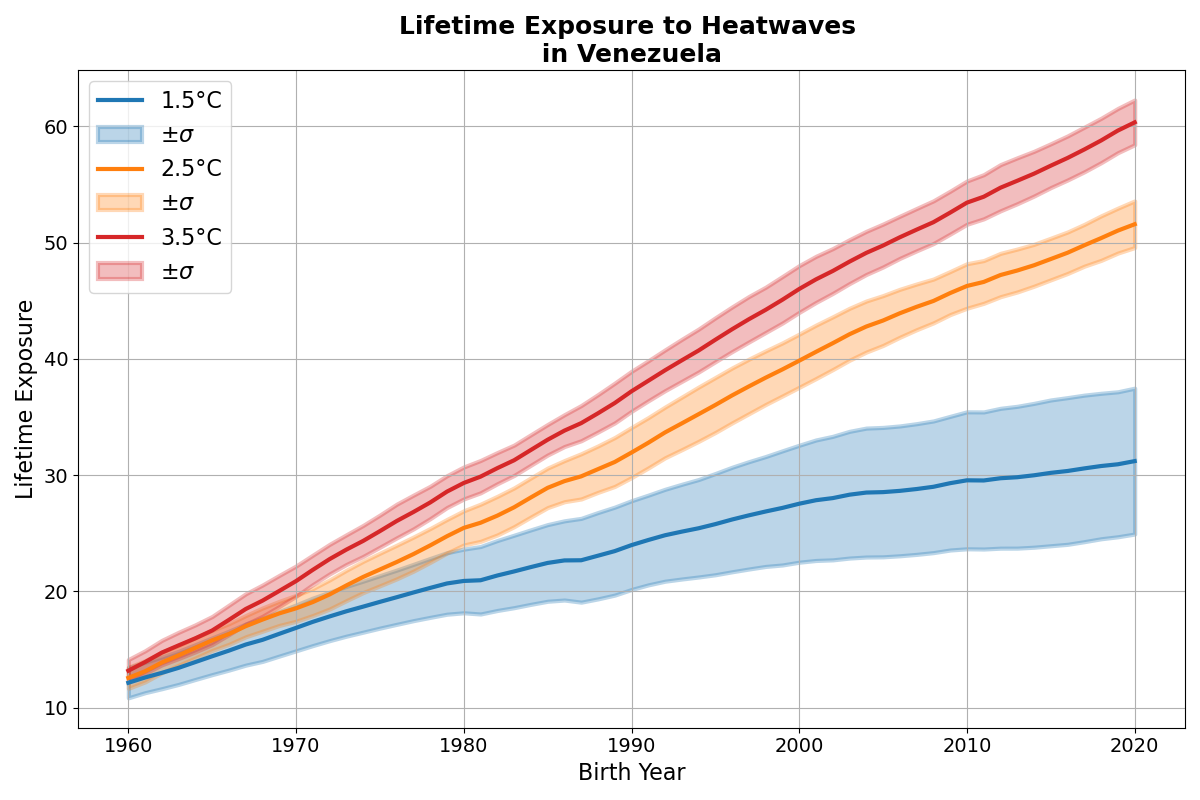 Lifetime Exposure to Heatwaves
in Venezuela
1.5°C
±σ
2.5°C
±σ
3.5°C
±σ
Lifetime Exposure
60
50
40
30
20
10
1960 1970 1980 1990 2000 2010 2020
Birth Year